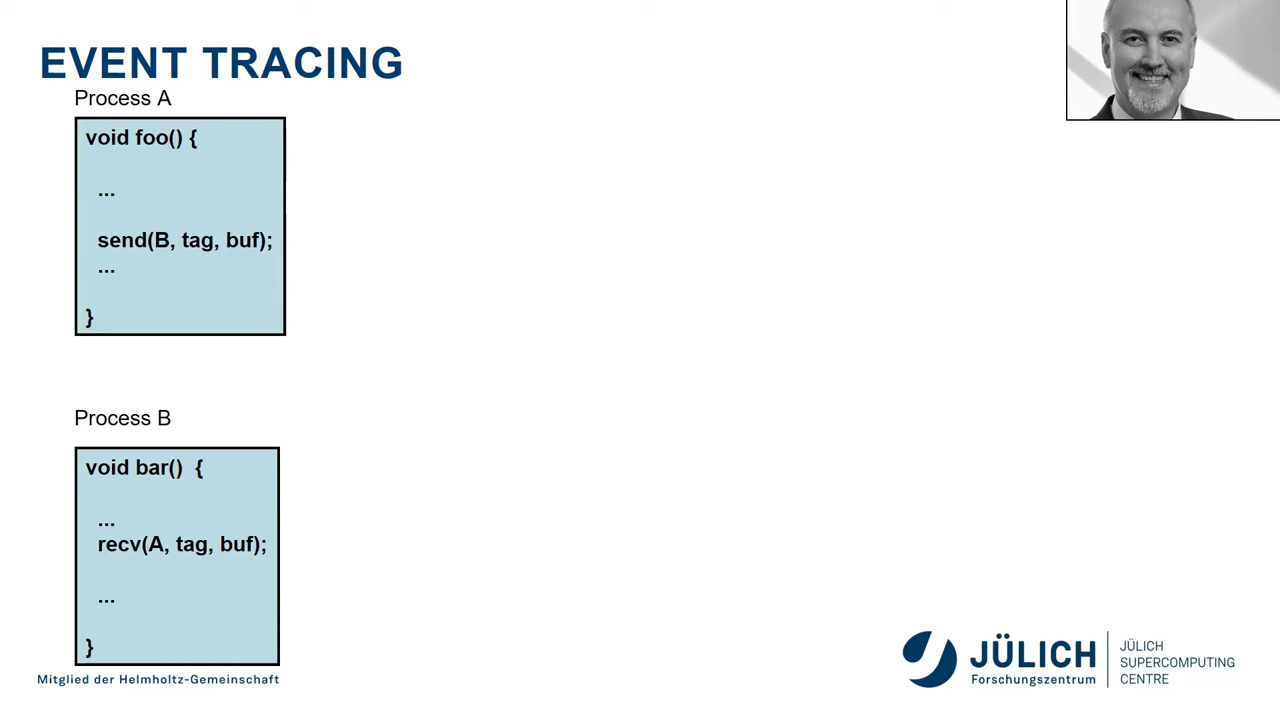 EVENT TRACING
Process A
void foo() {
...
send(B, tag, buf);
...
}
Process B
void bar() {
...
recv(A, tag, buf);
...
}
Mitglied der Helmholtz-Gemeinschaft
JÜLICH
Forschungszentrum
JÜLICH
SUPERCOMPUTING
CENTRE